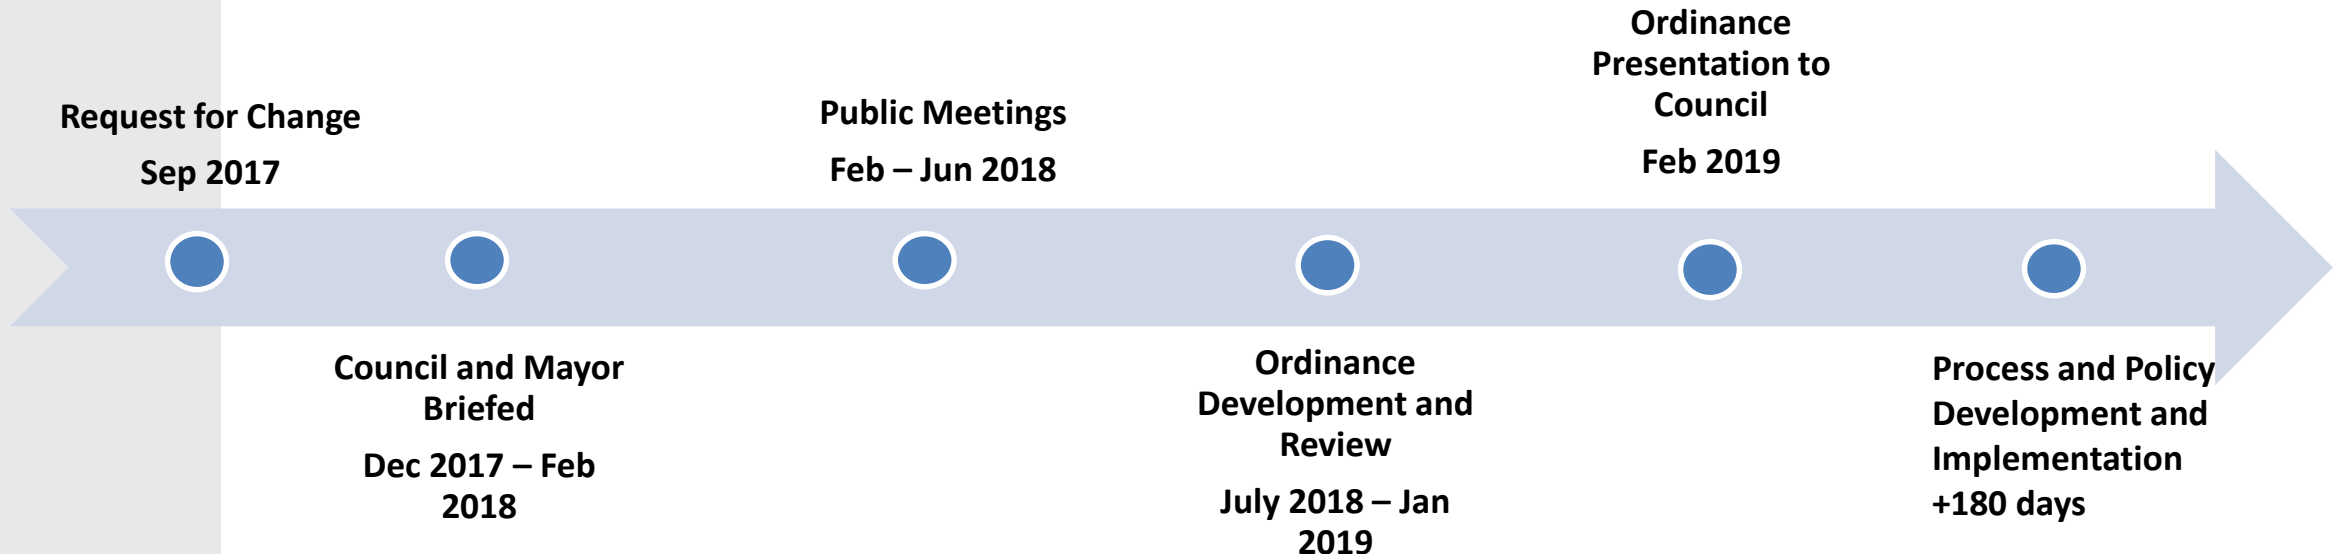 Request for Change
Sep 2017
Council and Mayor
Briefed
Dec 2017 – Feb
2018
Public Meetings
Feb – Jun 2018
Ordinance
Development and
Review
July 2018 – Jan
2019
Ordinance
Presentation to
Council
Feb 2019
Process and Policy
Development and
Implementation
+180 days